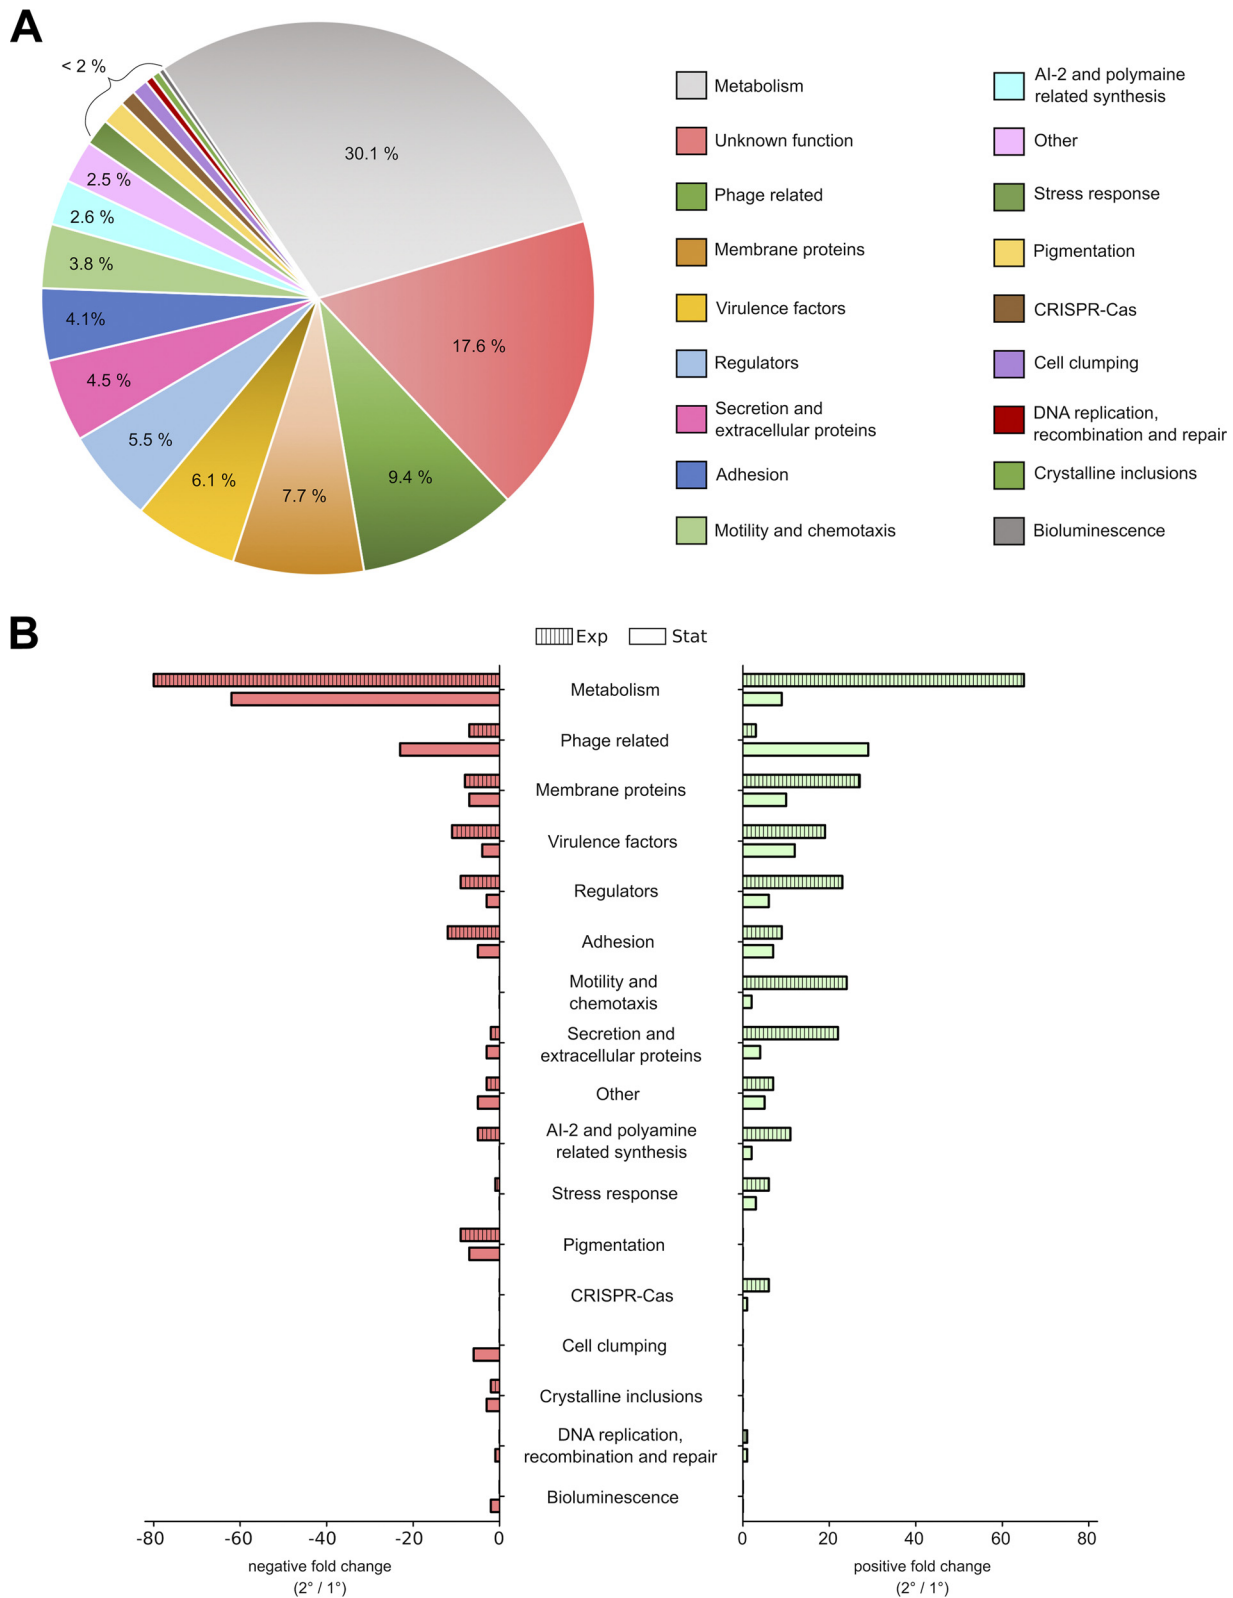 A
< 2 %
30.1 %
17.6 %
9.4 %
7.7 %
6.1 %
5.5 %
4.5 %
4.1%
3.8 %
2.6 %
2.5 %
Metabolism
Unknown function
Phage related
Membrane proteins
Virulence factors
Regulators
Secretion and
extracellular proteins
Adhesion
Motility and chemotaxis
AI-2 and polymaine
related synthesis
Other
Stress response
Pigmentation
CRISPR-Cas
Cell clumping
DNA replication,
recombination and repair
Crystalline inclusions
Bioluminescence
B
Exp Stat
Metabolism
Phage related
Membrane proteins
Virulence factors
Regulators
Adhesion
Motility and
chemotaxis
Secretion and
extracellular proteins
Other
AI-2 and polyamine
related synthesis
Stress response
Pigmentation
CRISPR-Cas
Cell clumping
Crystalline inclusions
DNA replication,
recombination and repair
Bioluminescence
-80 -60 -40 -20 0
negative fold change
(2° / 1°)
0 20 40 60 80
positive fold change
(2° / 1°)